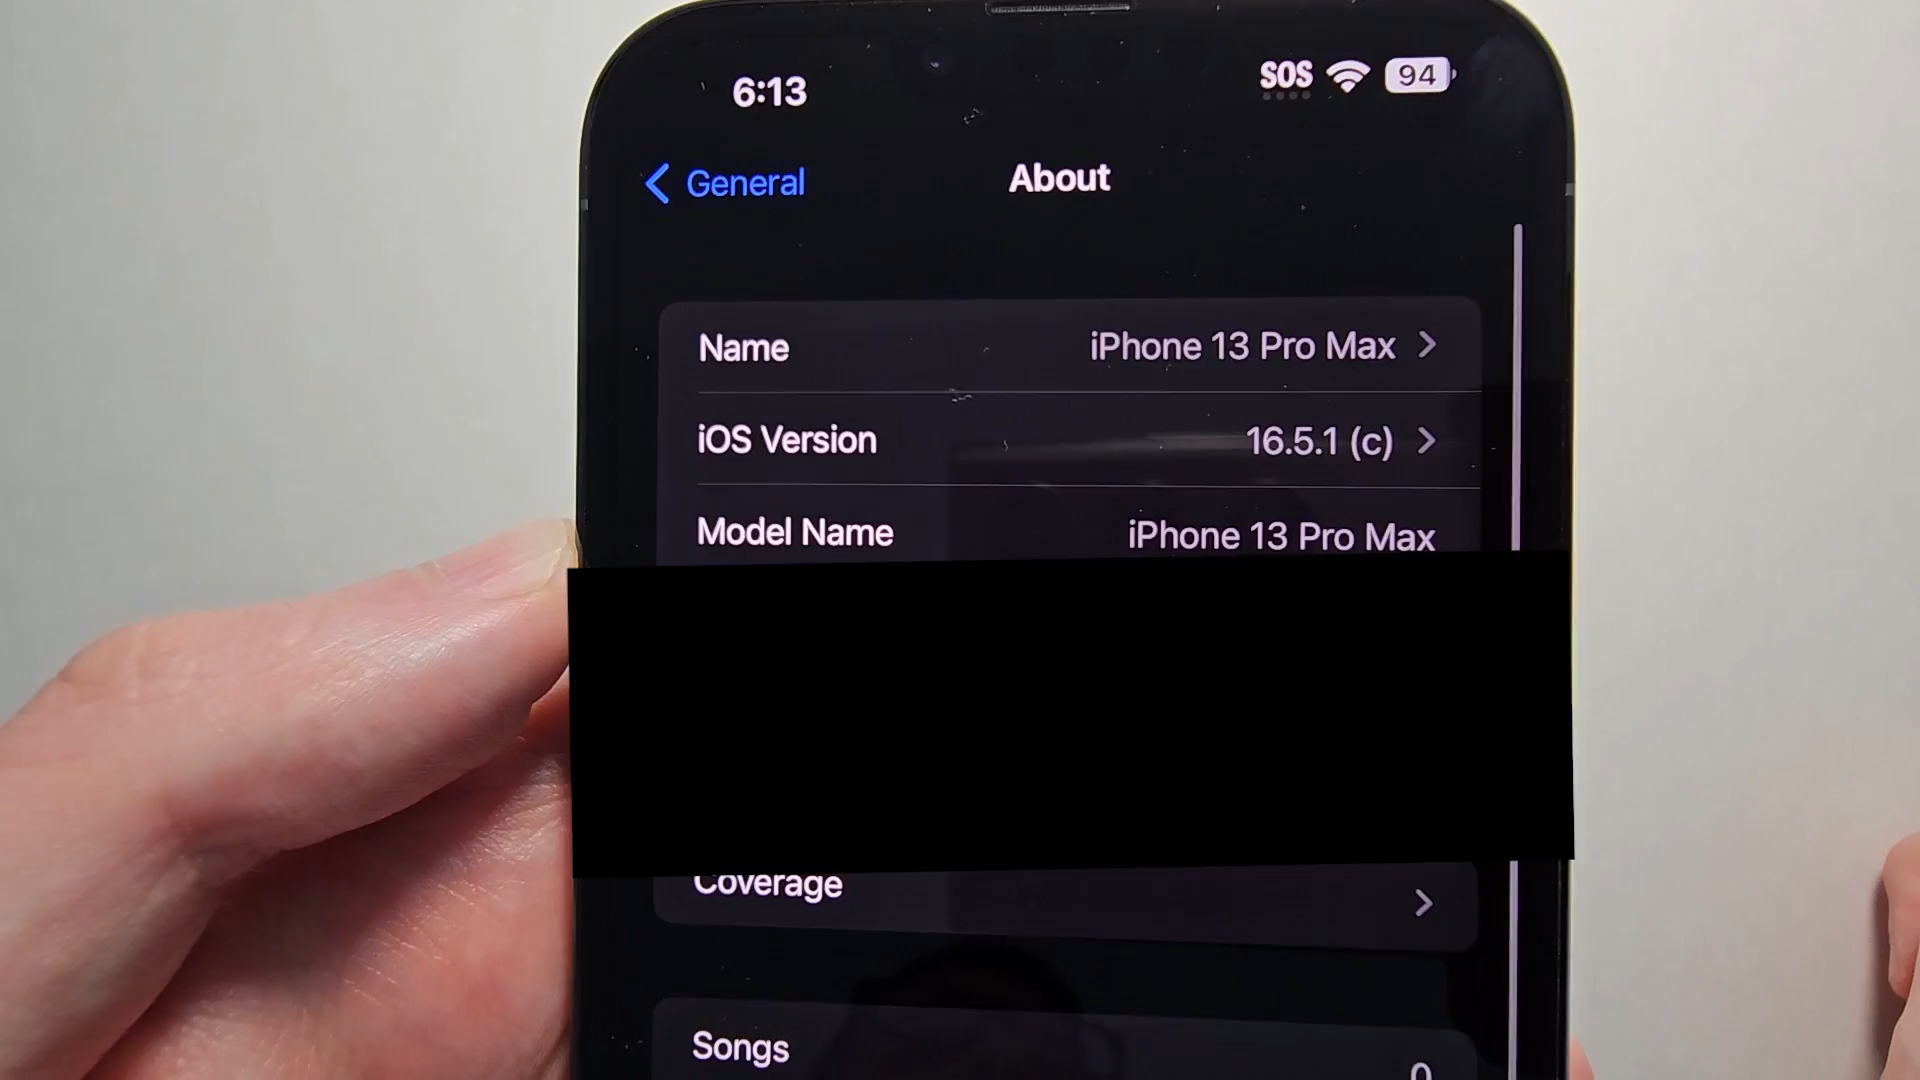 6:13 SOS 94
General About
Name iPhone 13 Pro Max
iOS Version 16.5.1 (c)
Model Name iPhone 13 Pro Max
Coverage
Songs 0